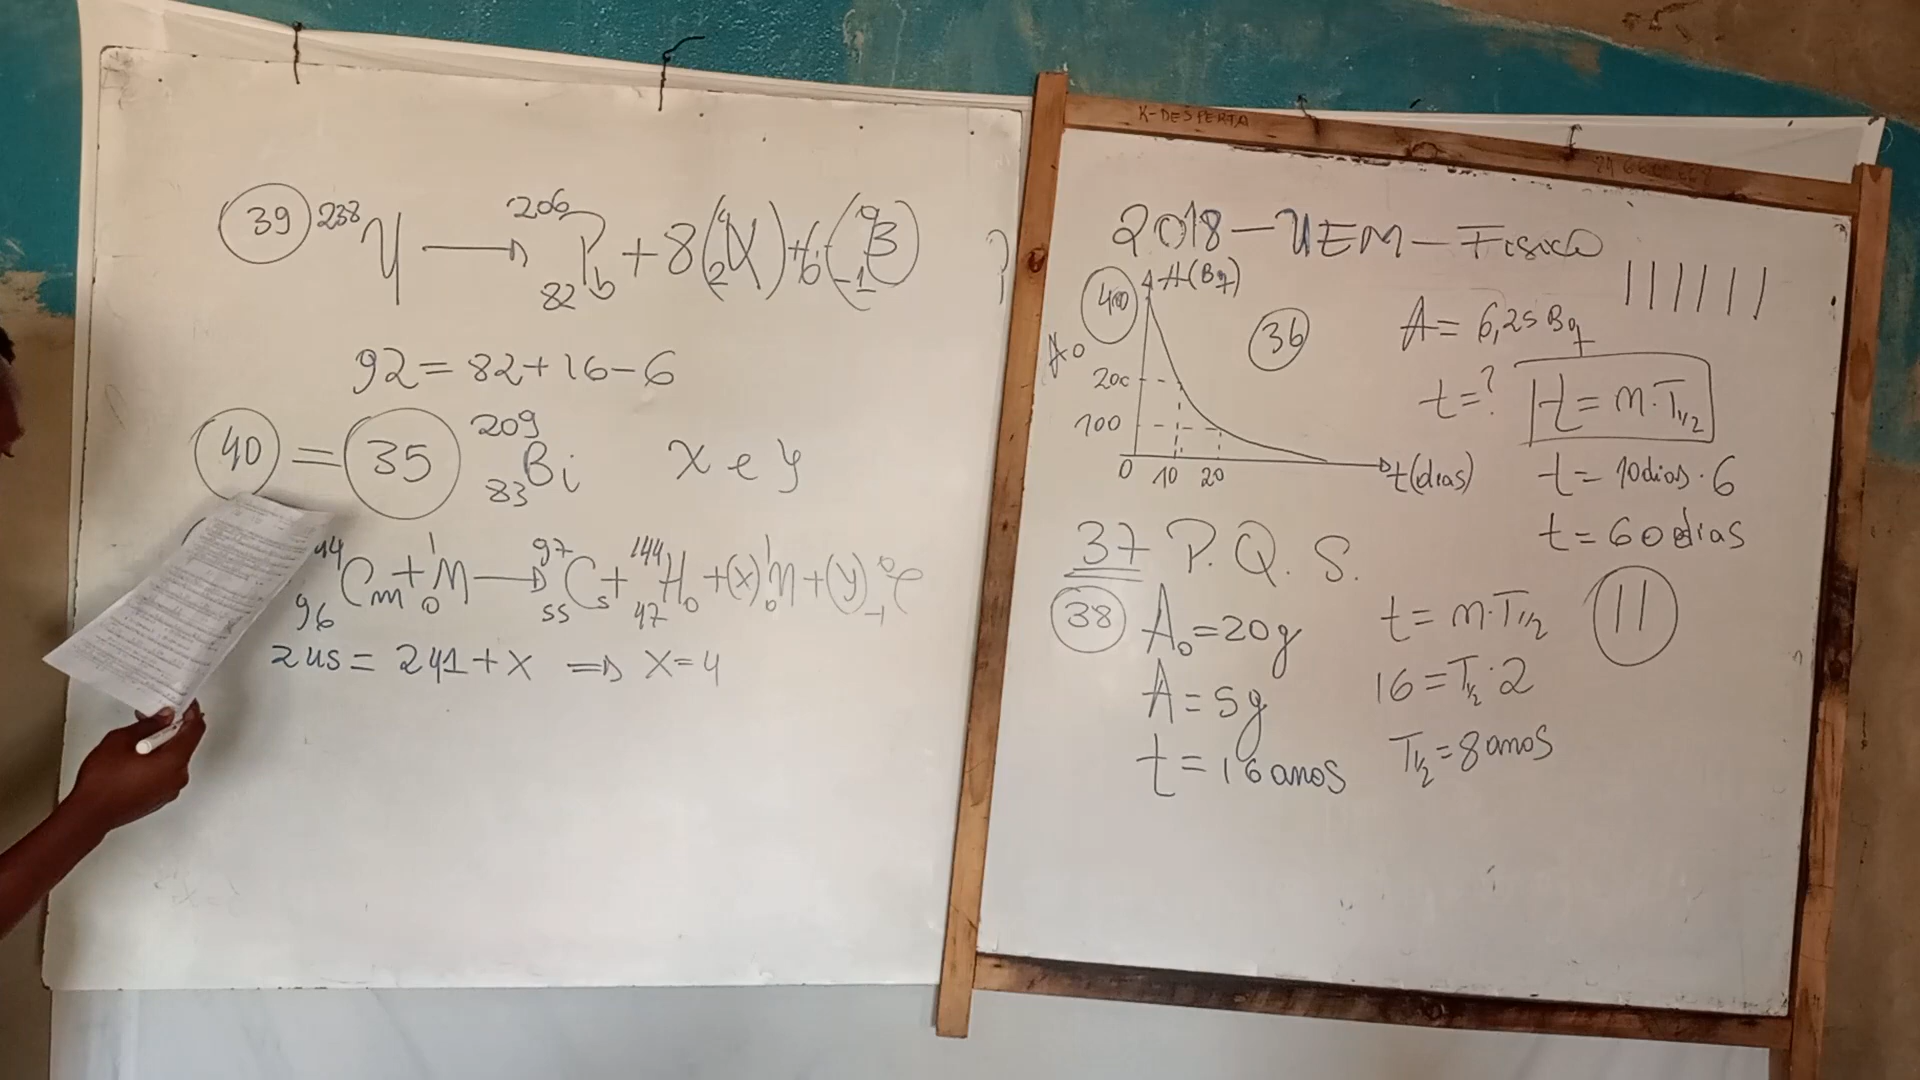 39 ²³⁸U → ²⁰⁶₈₂Pb + 8(⁴₂α) + 6(⁰₋₁β)
92 = 82 + 16 - 6
40 = 35 ²⁰⁹₈₃Bi x e y
₉₆Cm + ¹₀n → ⁹⁷₅₅Cs + ¹⁴⁴₄₇Ho + (x)¹₀n + (y)⁰₋₁e
245 = 241 + x ⇒ x = 4
K-DESPERTA
2018 - UEM - Fisica
A(Bq)
400
A₀
200
100
0 10 20 t(dias)
36
A = 6,25 Bq
t = ? t = n·T₁/₂
t = 10 dias · 6
t = 60 dias
37 P.Q.S.
38 A₀ = 20g
A = 5g
t = 16 anos
t = n·T₁/₂
16 = T₁/₂ · 2
T₁/₂ = 8 anos
11